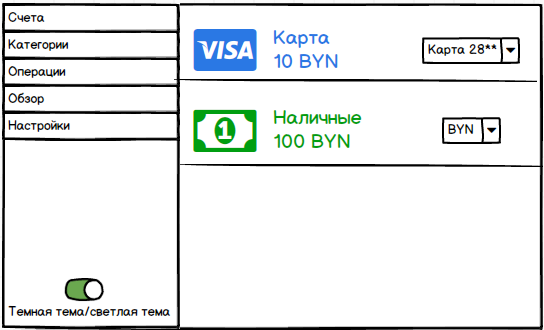 Счета
Категории
Операции
Обзор
Настройки
Темная тема/светлая тема
VISA
Карта
10 BYN
Карта 28**
1
Наличные
100 BYN
BYN